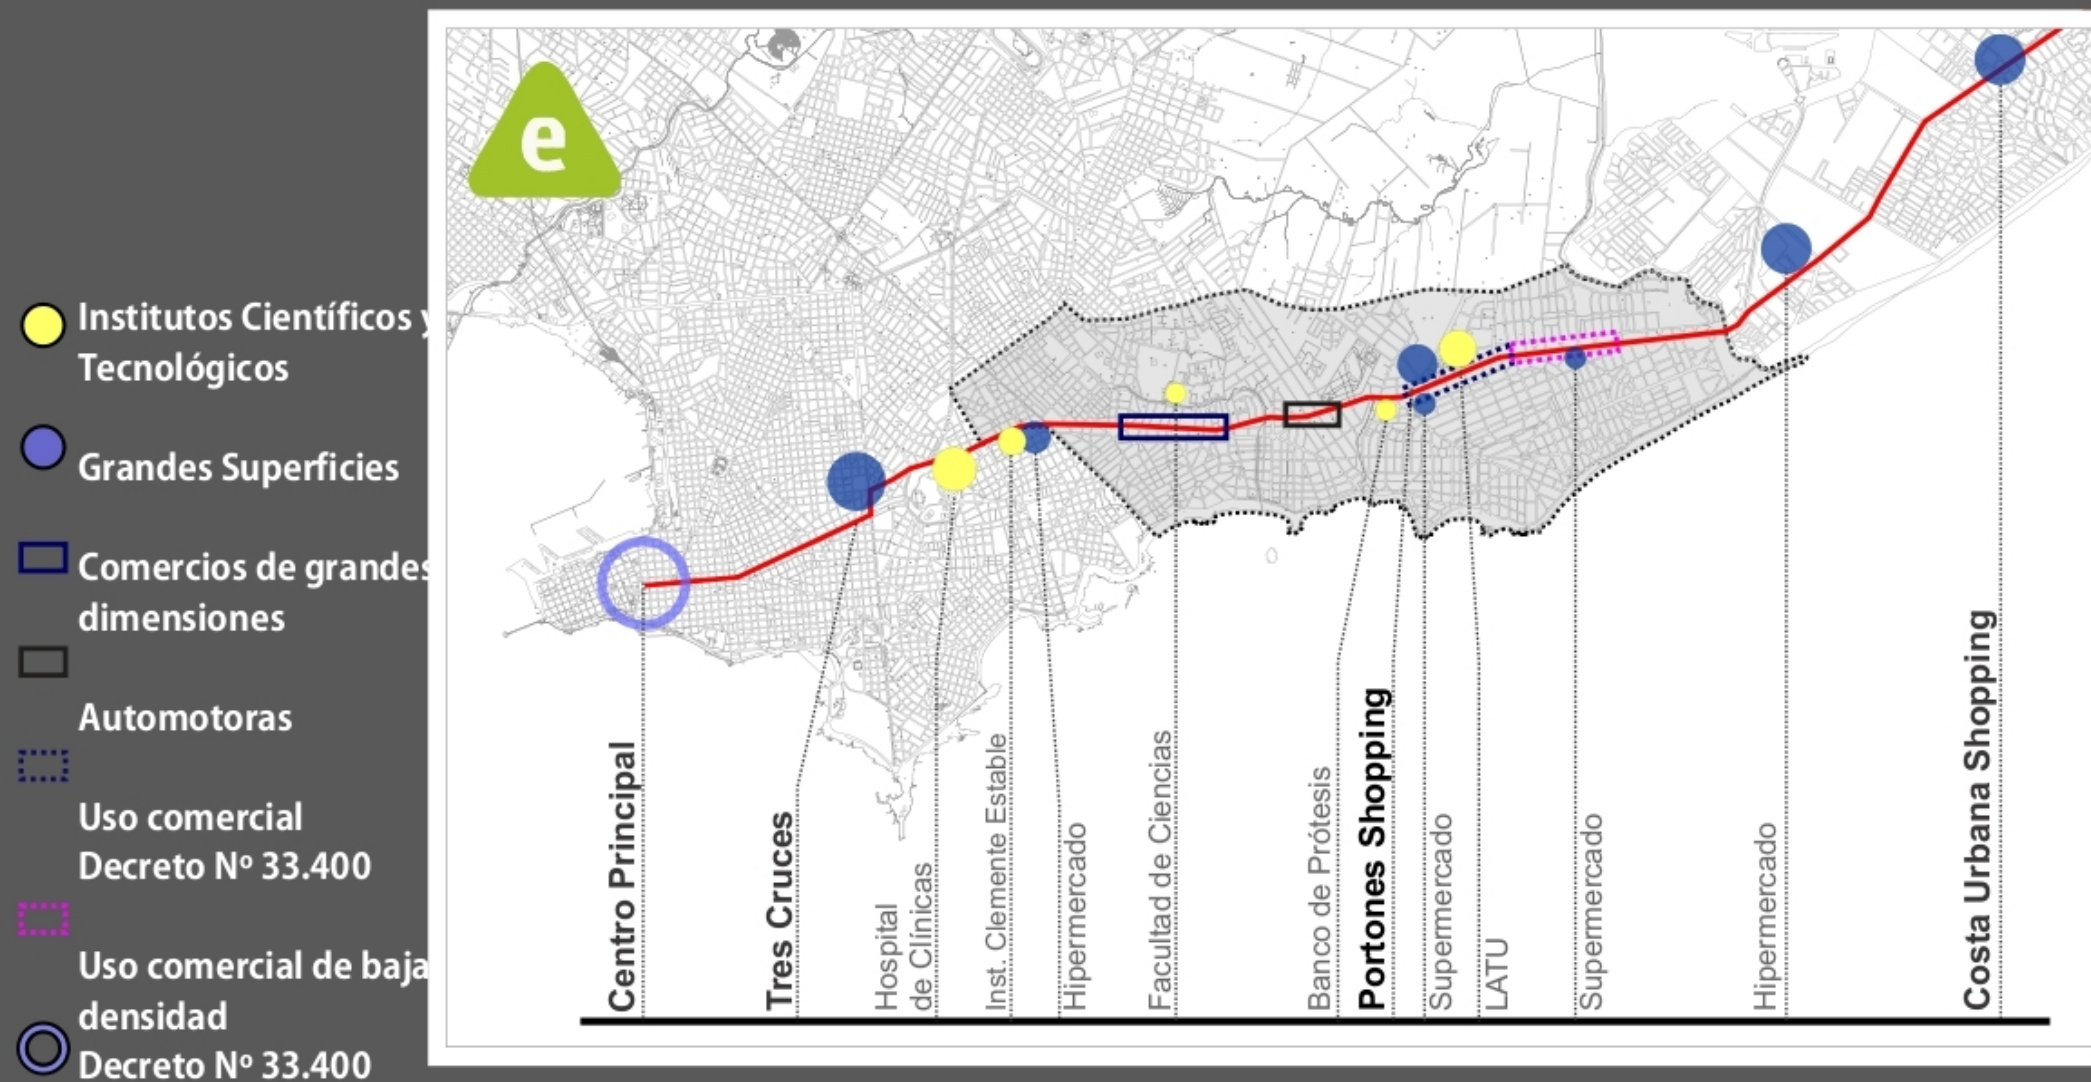 e
Institutos Científicos y
Tecnológicos
Grandes Superficies
Comercios de grandes
dimensiones
Automotoras
Uso comercial
Decreto Nº 33.400
Uso comercial de baja
densidad
Decreto Nº 33.400
Centro Principal
Tres Cruces
Hospital
de Clínicas
Inst. Clemente Estable
Hipermercado
Facultad de Ciencias
Banco de Prótesis
Portones Shopping
Supermercado
LATU
Supermercado
Hipermercado
Costa Urbana Shopping